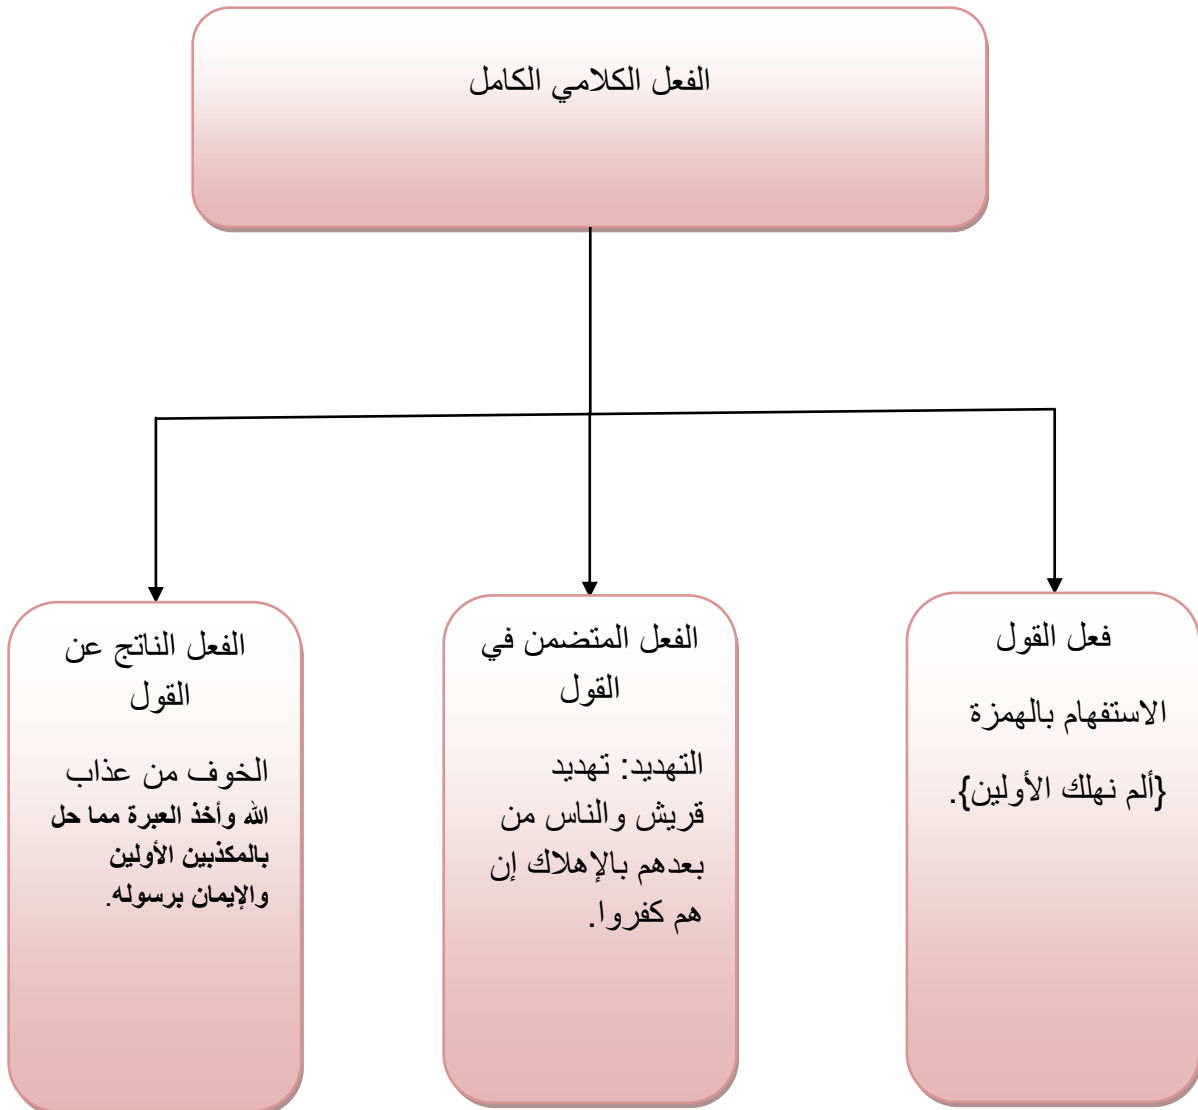 الفعل الكلامي الكامل
فعل القول
الاستفهام بالهمزة
{ألم نهلك الأولين}.
الفعل المتضمن في
القول
التهديد: تهديد
قريش والناس من
بعدهم بالإهلاك إن
هم كفروا.
الفعل الناتج عن
القول
الخوف من عذاب
الله وأخذ العبرة مما حل
بالمكذبين الأولين
والإيمان برسوله.